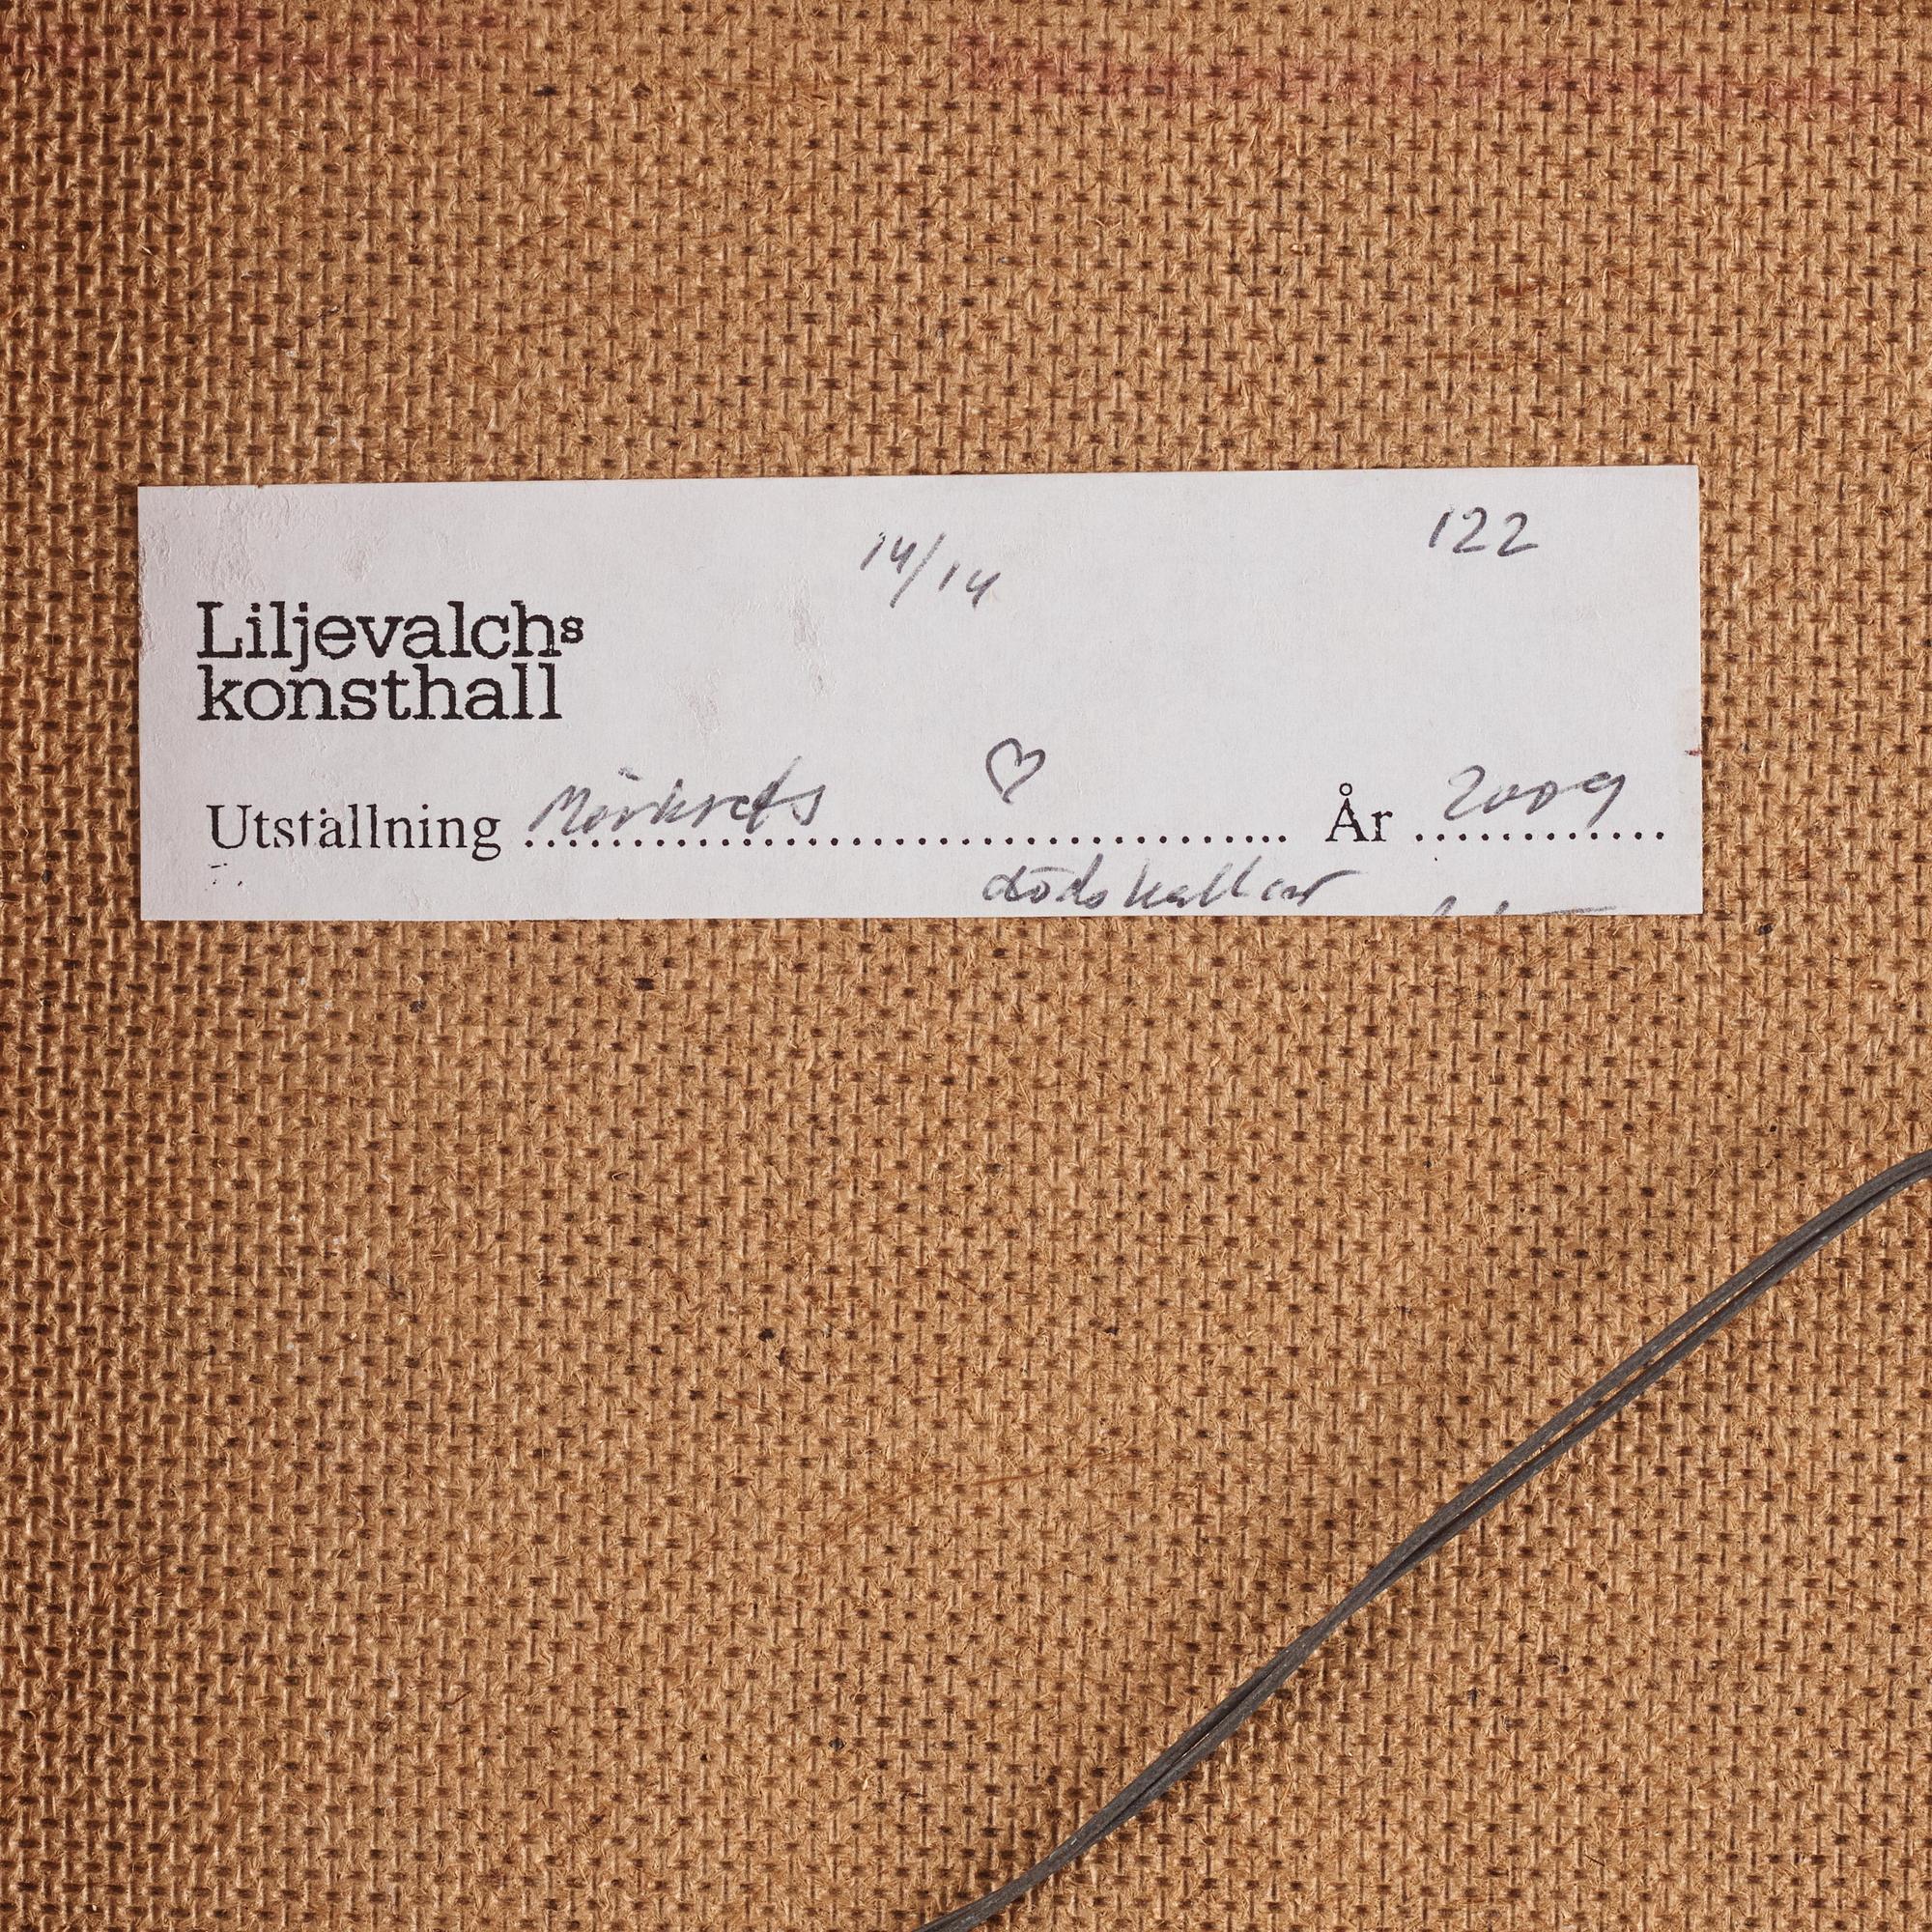 14/14 122
Liljevalchs
konsthall
Utställning Mörkrets ♡ År 2009
dödskallar